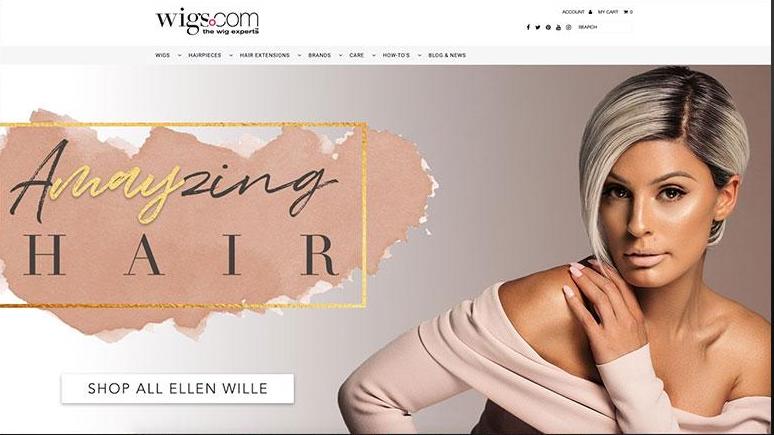 wigs.com
the wig experts™
ACCOUNT MY CART 0
SEARCH
WIGS HAIRPIECES HAIR EXTENSIONS BRANDS CARE HOW-TO'S BLOG & NEWS
Amayzing
HAIR
SHOP ALL ELLEN WILLE